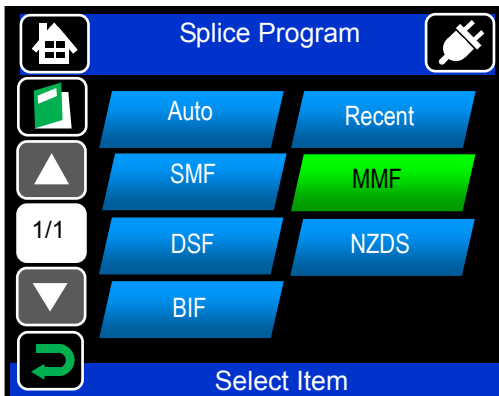 Splice Program
Auto
Recent
SMF
MMF
1/1
DSF
NZDS
BIF
Select Item